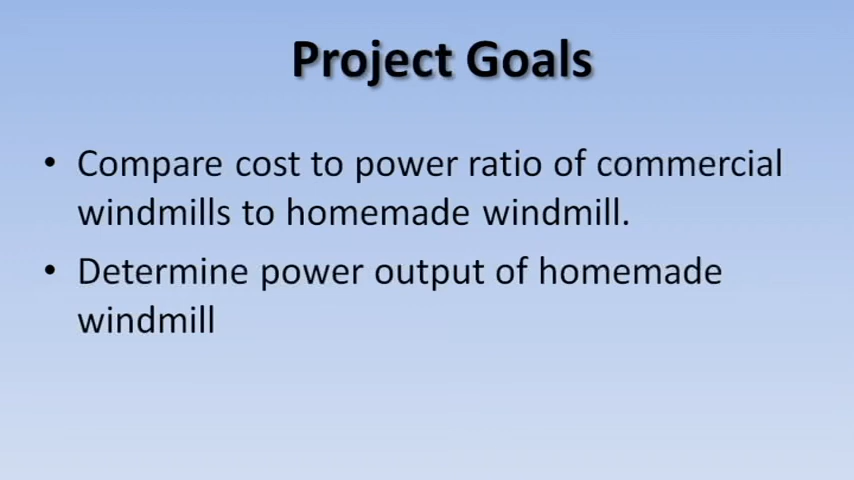 Project Goals
• Compare cost to power ratio of commercial
windmills to homemade windmill.
• Determine power output of homemade
windmill